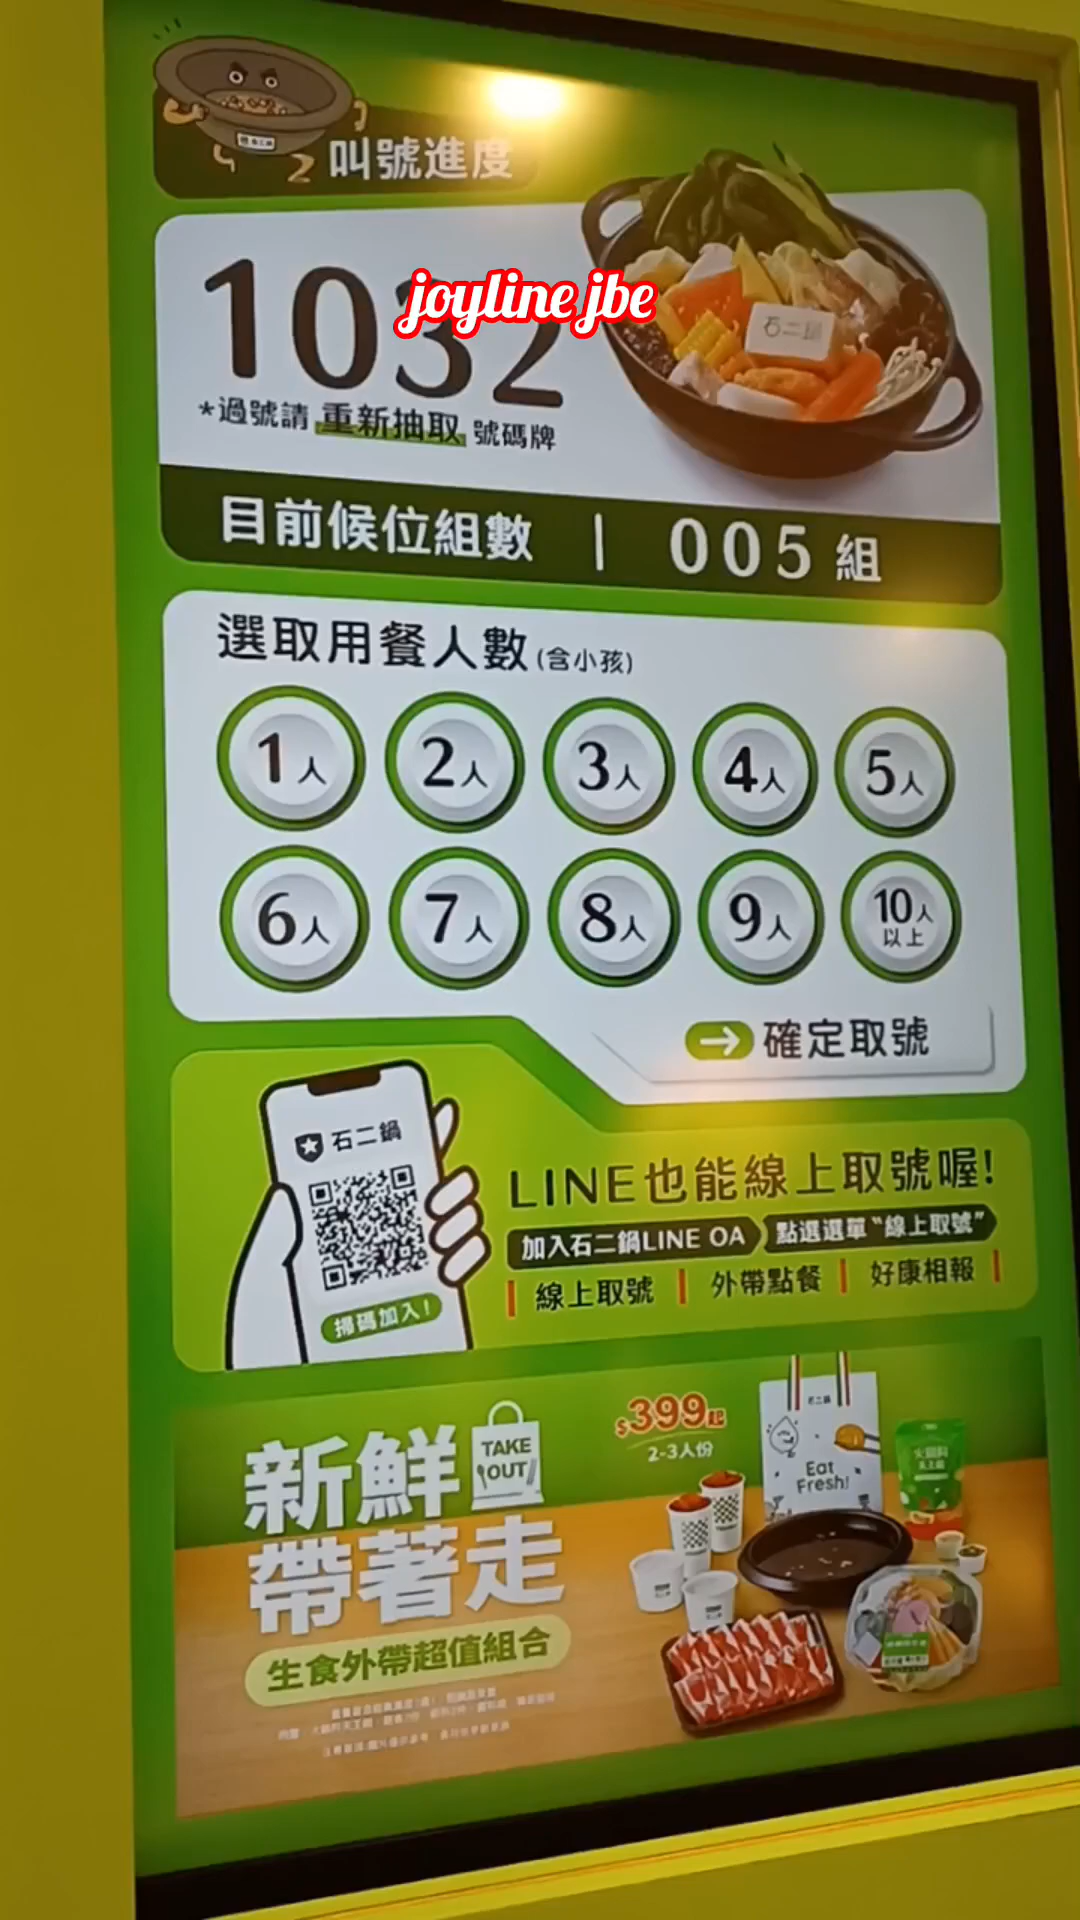 叫號進度
1032
joyline jbe
石二鍋
*過號請 重新抽取 號碼牌
目前候位組數 | 005 組
選取用餐人數 (含小孩)
1人 2人 3人 4人 5人
6人 7人 8人 9人 10人以上
確定取號
石二鍋
掃碼加入!
LINE也能線上取號喔!
加入石二鍋LINE OA 點選選單“線上取號”
線上取號 | 外帶點餐 | 好康相報
新鮮
TAKE OUT
帶著走
生食外帶超值組合
$399起
2-3人份
石二鍋
Eat
Fresh!